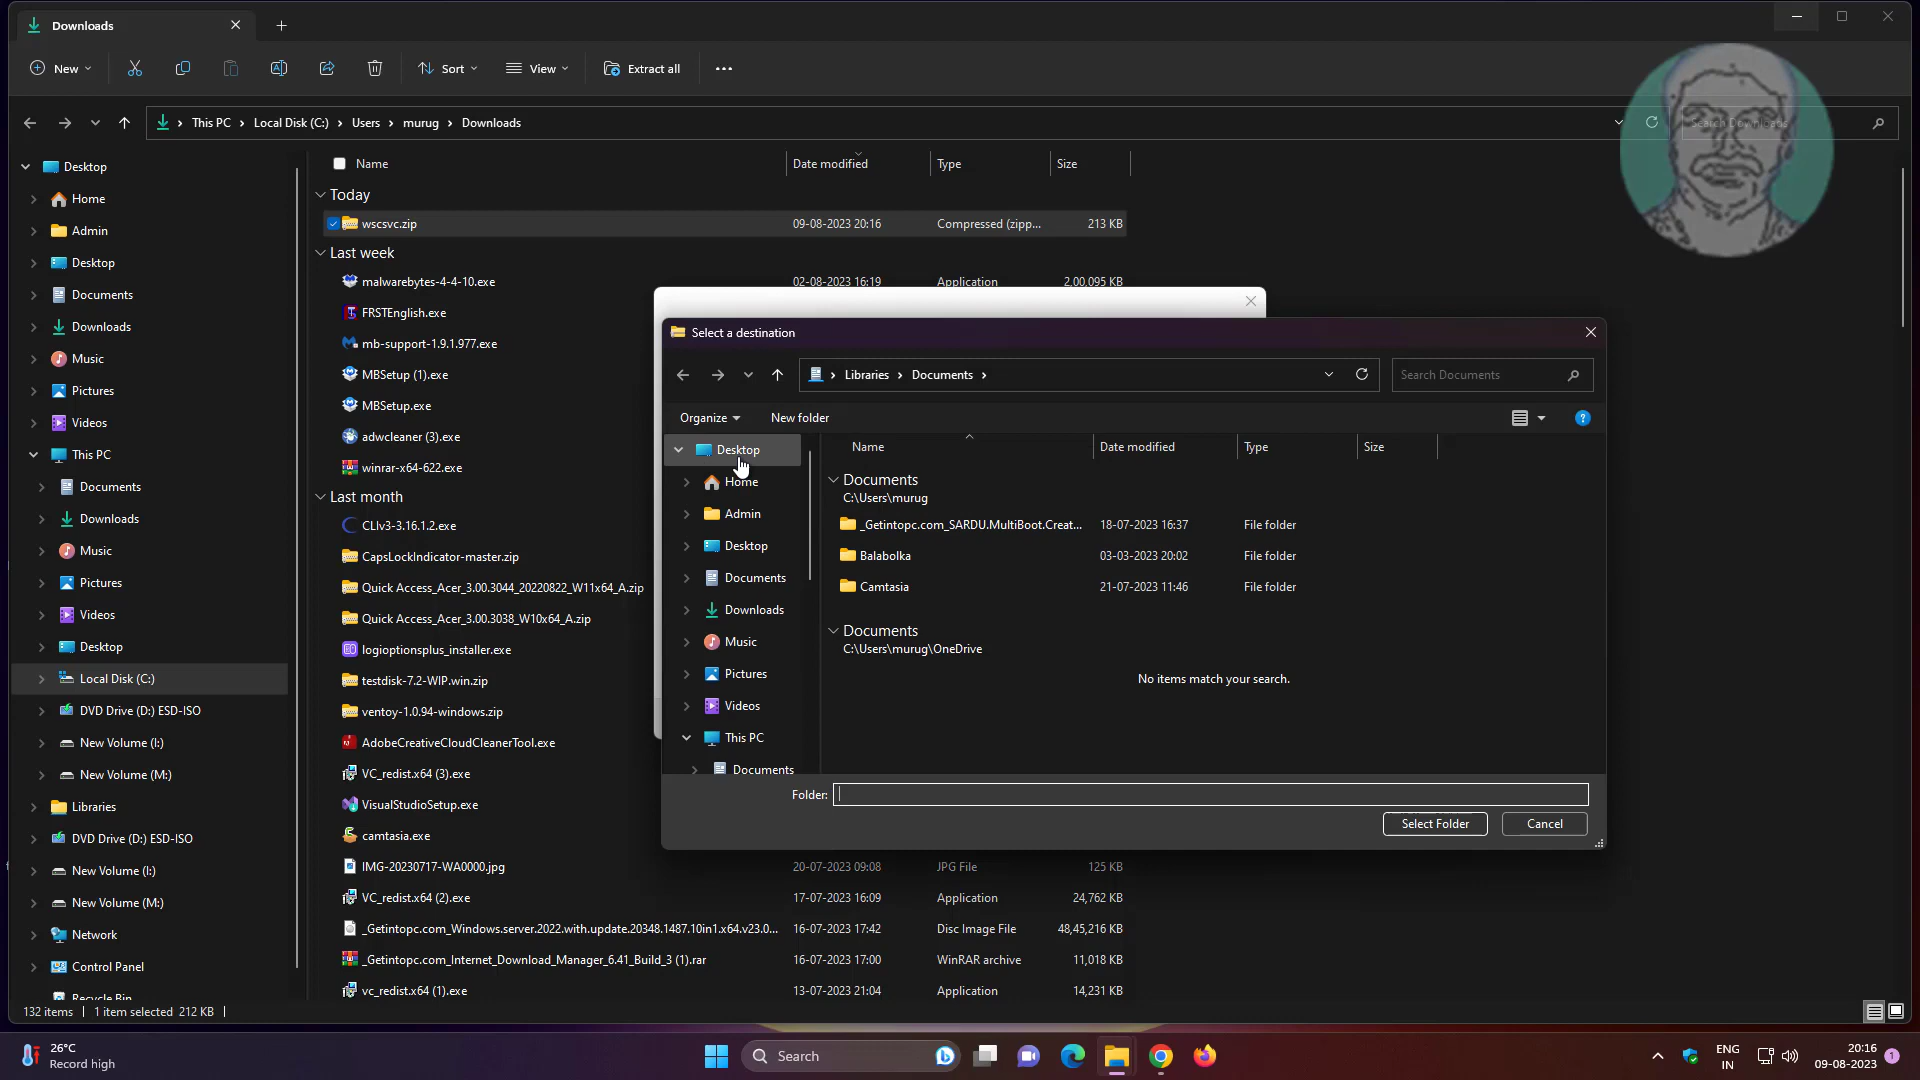 Downloads
New
Sort
View
Extract all
This PC > Local Disk (C:) > Users > murug > Downloads
Search Downloads
Desktop
Home
Admin
Desktop
Documents
Downloads
Music
Pictures
Videos
This PC
Documents
Downloads
Music
Pictures
Videos
Desktop
Local Disk (C:)
DVD Drive (D:) ESD-ISO
New Volume (I:)
New Volume (M:)
Libraries
DVD Drive (D:) ESD-ISO
New Volume (I:)
New Volume (M:)
Network
Control Panel
Recycle Bin
Name Date modified Type Size
Today
wscsvc.zip 09-08-2023 20:16 Compressed (zipp... 213 KB
Last week
malwarebytes-4-4-10.exe 02-08-2023 16:19 Application 2,00,095 KB
FRSTEnglish.exe
mb-support-1.9.1.977.exe
MBSetup (1).exe
MBSetup.exe
adwcleaner (3).exe
winrar-x64-622.exe
Last month
CLIv3-3.16.1.2.exe
CapsLockIndicator-master.zip
Quick Access_Acer_3.00.3044_20220822_W11x64_A.zip
Quick Access_Acer_3.00.3038_W10x64_A.zip
logioptionsplus_installer.exe
testdisk-7.2-WIP.win.zip
ventoy-1.0.94-windows.zip
AdobeCreativeCloudCleanerTool.exe
VC_redist.x64 (3).exe
VisualStudioSetup.exe
camtasia.exe
IMG-20230717-WA0000.jpg 20-07-2023 09:08 JPG File 125 KB
VC_redist.x64 (2).exe 17-07-2023 16:09 Application 24,762 KB
_Getintopc.com_Windows.server.2022.with.update.20348.1487.10in1.x64.v23.0... 16-07-2023 17:42 Disc Image File 48,45,216 KB
_Getintopc.com_Internet_Download_Manager_6.41_Build_3 (1).rar 16-07-2023 17:00 WinRAR archive 11,018 KB
vc_redist.x64 (1).exe 13-07-2023 21:04 Application 14,231 KB
Select a destination
Libraries > Documents >
Search Documents
Organize
New folder
Desktop
Home
Admin
Desktop
Documents
Downloads
Music
Pictures
Videos
This PC
Documents
Name Date modified Type Size
Documents
C:\Users\murug
_Getintopc.com_SARDU.MultiBoot.Creat... 18-07-2023 16:37 File folder
Balabolka 03-03-2023 20:02 File folder
Camtasia 21-07-2023 11:46 File folder
Documents
C:\Users\murug\OneDrive
No items match your search.
Folder:
Select Folder
Cancel
132 items 1 item selected 212 KB
26°C
Record high
Search
ENG
IN
20:16
09-08-2023
1